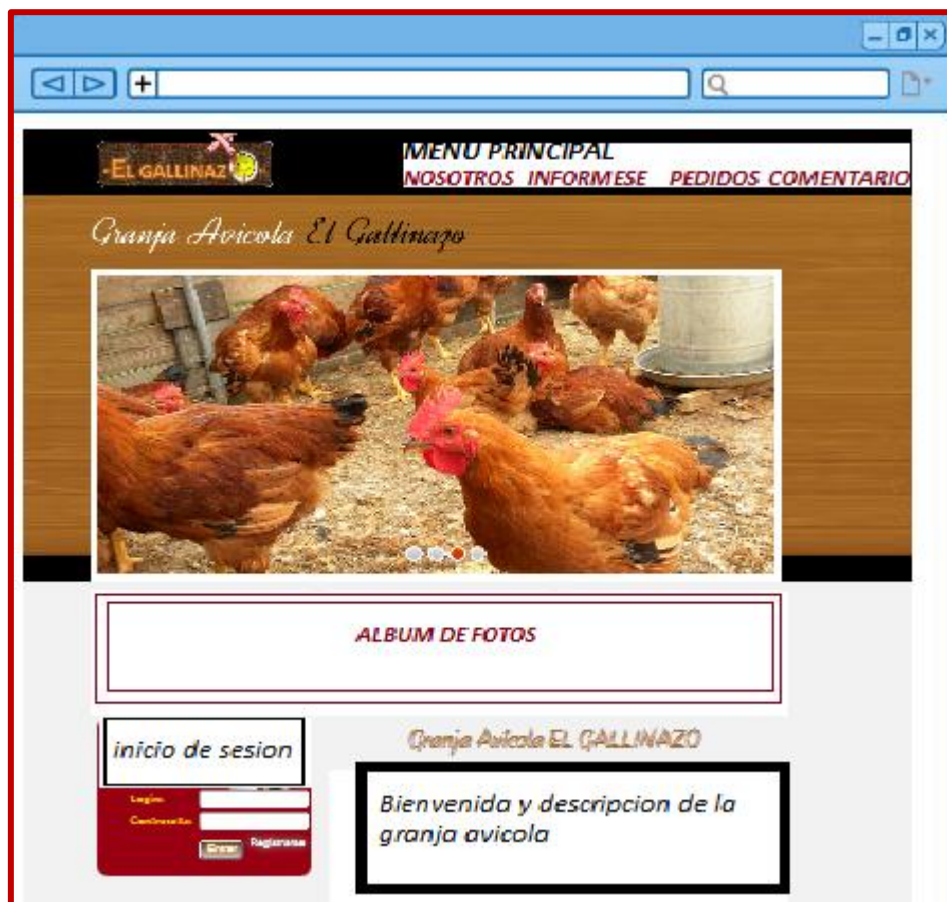 MENU PRINCIPAL
-EL GALLINAZ
NOSOTROS INFORMESE PEDIDOS COMENTARIO
Granja Avicola El Gallinazo
ALBUM DE FOTOS
inicio de sesion
Granja Avicola EL GALLINAZO
Login:
Bienvenida y descripcion de la
granja avicola
Contraseña:
Entrar Registrarse